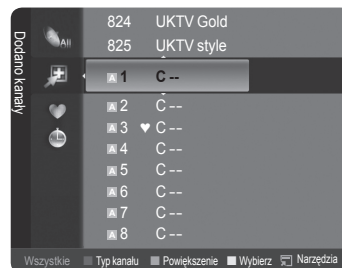 824 UKTV Gold
825 UKTV style
Dodano kanały
All
A 1 C --
A 2 C --
A 3 ♥ C --
A 4 C --
A 5 C --
A 6 C --
A 7 C --
A 8 C --
Wszystkie Typ kanału Powiększenie Wybierz Narzędzia